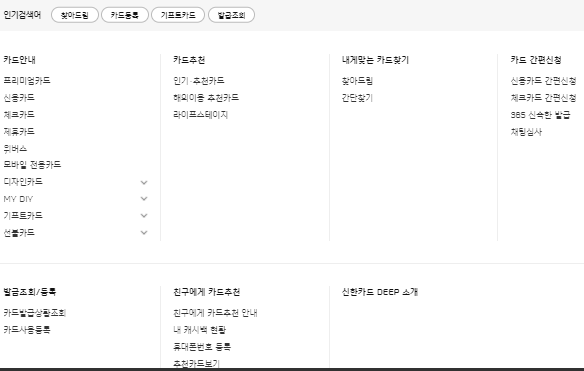 인기검색어 찾아드림 카드등록 기프트카드 발급조회
카드안내
프리미엄카드
신용카드
체크카드
제휴카드
위버스
모바일 전용카드
디자인카드
MY DIY
기프트카드
선불카드
카드추천
인기·추천카드
해외이용 추천카드
라이프스테이지
내게맞는 카드찾기
찾아드림
간단찾기
카드 간편신청
신용카드 간편신청
체크카드 간편신청
365 신속한 발급
채팅심사
발급조회/등록
카드발급상황조회
카드사용등록
친구에게 카드추천
친구에게 카드추천 안내
내 캐시백 현황
휴대폰번호 등록
추천카드보기
신한카드 DEEP 소개